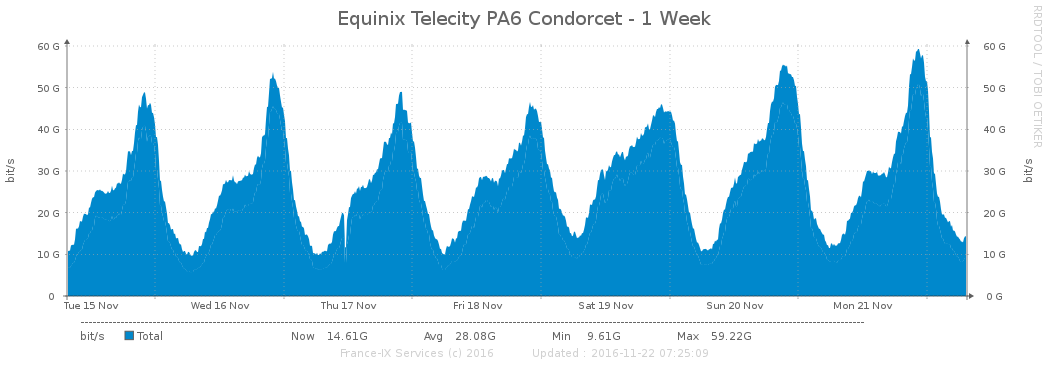 Equinix Telecity PA6 Condorcet - 1 Week
RRDTOOL / TOBI OETIKER
60 G 60 G
50 G 50 G
40 G 40 G
30 G 30 G
20 G 20 G
10 G 10 G
0 0 G
bit/s
bit/s
Tue 15 Nov Wed 16 Nov Thu 17 Nov Fri 18 Nov Sat 19 Nov Sun 20 Nov Mon 21 Nov
bit/s Total Now 14.61G Avg 28.08G Min 9.61G Max 59.22G
France-IX Services (c) 2016 Updated : 2016-11-22 07:25:09